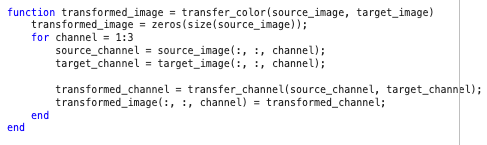 function transformed_image = transfer_color(source_image, target_image)
    transformed_image = zeros(size(source_image));
    for channel = 1:3
        source_channel = source_image(:, :, channel);
        target_channel = target_image(:, :, channel);

        transferred_channel = transfer_channel(source_channel, target_channel);
        transformed_image(:, :, channel) = transformed_channel;
    end
end